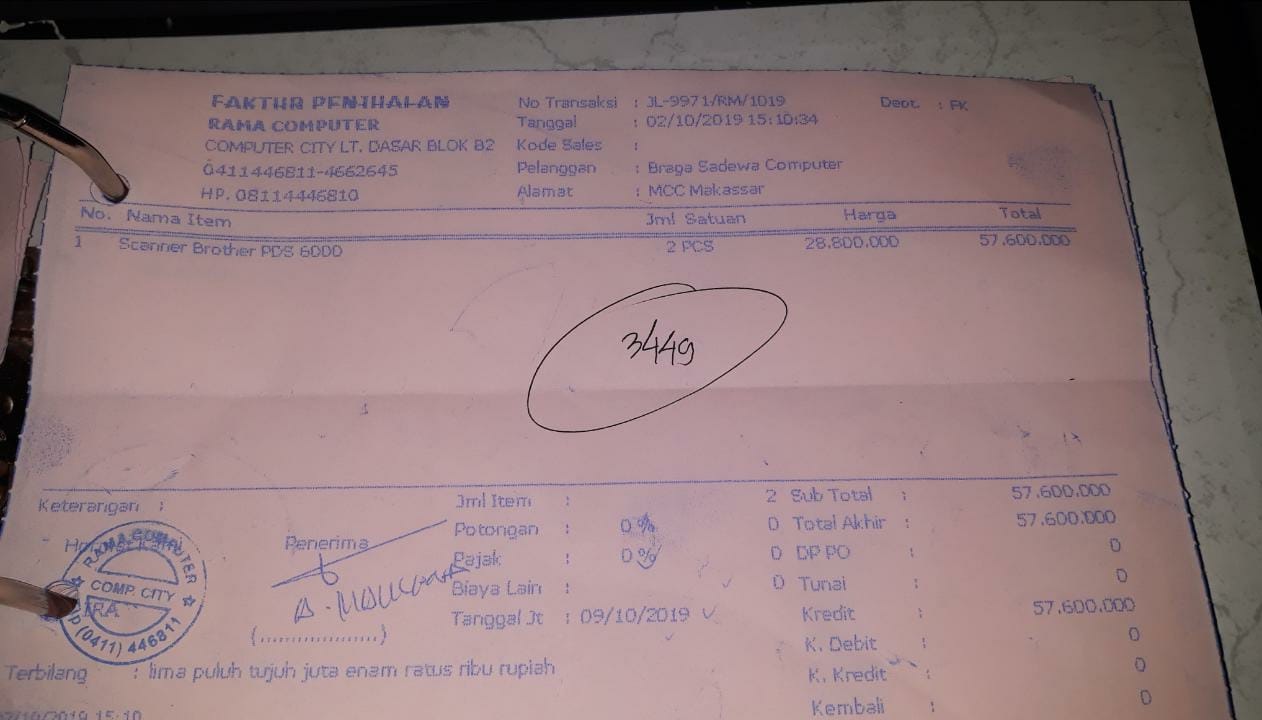 FAKTUR PENJUALAN No Transaksi : JL-9971/RM/1019 Dept. : FK
RAMA COMPUTER Tanggal : 02/10/2019 15:10:34
COMPUTER CITY LT. DASAR BLOK B2 Kode Sales :
0411446811-4662645 Pelanggan : Braga Sadewa Computer
HP. 08114446810 Alamat : MCC Makassar
No. Nama Item Jml Satuan Harga Total
1 Scanner Brother PDS 6000 2 PCS 28.800.000 57.600.000
3449
Keterangan : Jml Item : 2 Sub Total : 57.600.000
Potongan : 0 % 0 Total Akhir : 57.600.000
Penerima Pajak : 0 % 0 DP PO : 0
Biaya Lain : 0 Tunai : 0
Tanggal Jt : 09/10/2019 Kredit : 57.600.000
(..................) K. Debit : 0
RAMA COMPUTER
COMP. CITY
IRA
(0411) 446811
Terbilang : lima puluh tujuh juta enam ratus ribu rupiah K. Kredit : 0
Kembali : 0
02/10/2019 15:10